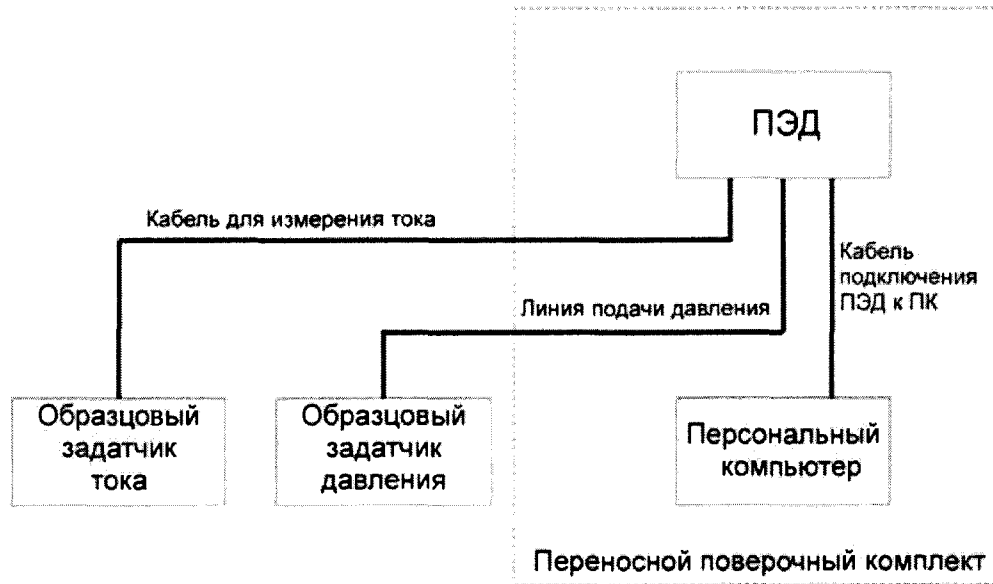 ПЭД
Кабель для измерения тока
Кабель
подключения
ПЭД к ПК
Линия подачи давления
Образцовый
задатчик
тока
Образцовый
задатчик
давления
Персональный
компьютер
Переносной поверочный комплект